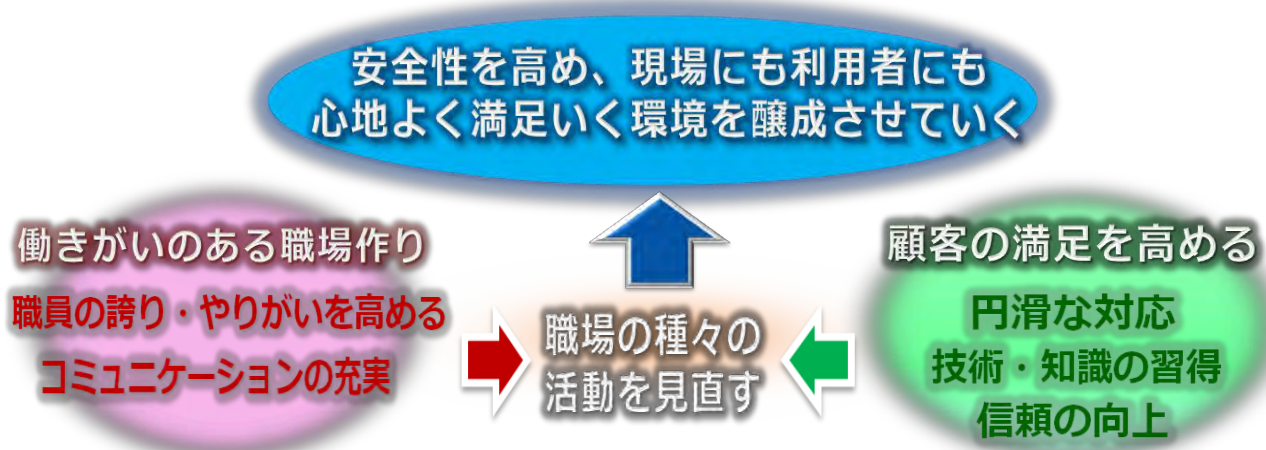 安全性を高め、現場にも利用者にも
心地よく満足いく環境を醸成させていく
働きがいのある職場作り
職員の誇り・やりがいを高める
コミュニケーションの充実
職場の種々の
活動を見直す
顧客の満足を高める
円滑な対応
技術・知識の習得
信頼の向上